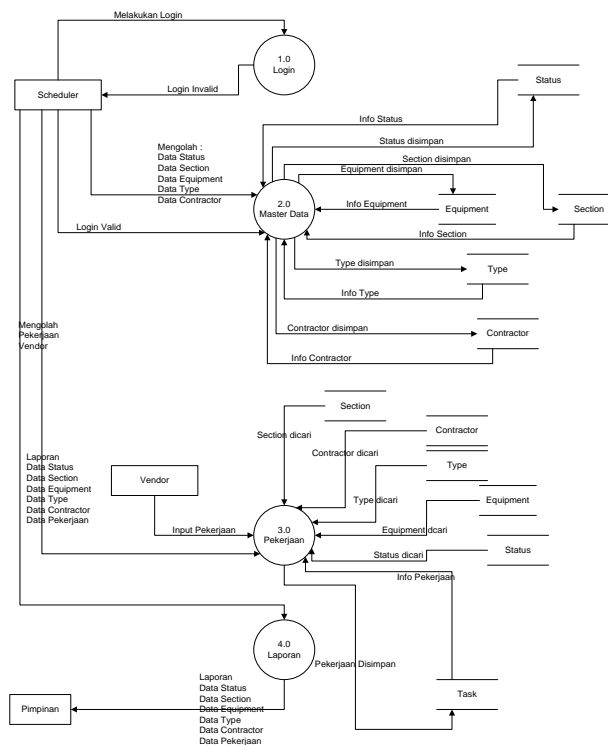 Melakukan Login
1.0
Login
Scheduler
Login Invalid
Status
Info Status
Status disimpan
Mengolah :
Data Status
Data Section
Data Equipment
Data Type
Data Contractor
Section disimpan
Equipment disimpan
2.0
Master Data
Info Equipment
Equipment
Section
Login Valid
Info Section
Type disimpan
Type
Info Type
Mengolah
Pekerjaan
Vendor
Contractor disimpan
Contractor
Info Contractor
Section
Section dicari
Contractor
Contractor dicari
Type
Laporan
Data Status
Data Section
Data Equipment
Data Type
Data Contractor
Data Pekerjaan
Vendor
Type dicari
Equipment
Input Pekerjaan
3.0
Pekerjaan
Equipment dcari
Status dicari
Status
Info Pekerjaan
4.0
Laporan
Pekerjaan Disimpan
Laporan
Data Status
Data Section
Data Equipment
Data Type
Data Contractor
Data Pekerjaan
Pimpinan
Task